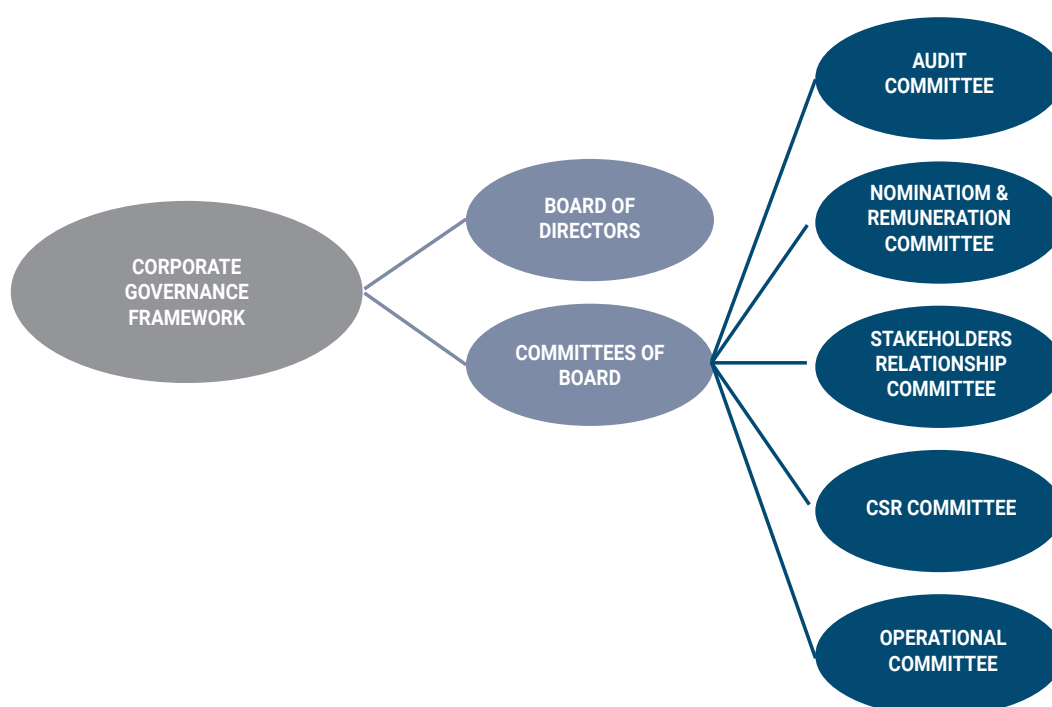 CORPORATE
GOVERNANCE
FRAMEWORK
BOARD OF
DIRECTORS
COMMITTEES OF
BOARD
AUDIT
COMMITTEE
NOMINATIOM &
REMUNERATION
COMMITTEE
STAKEHOLDERS
RELATIONSHIP
COMMITTEE
CSR COMMITTEE
OPERATIONAL
COMMITTEE